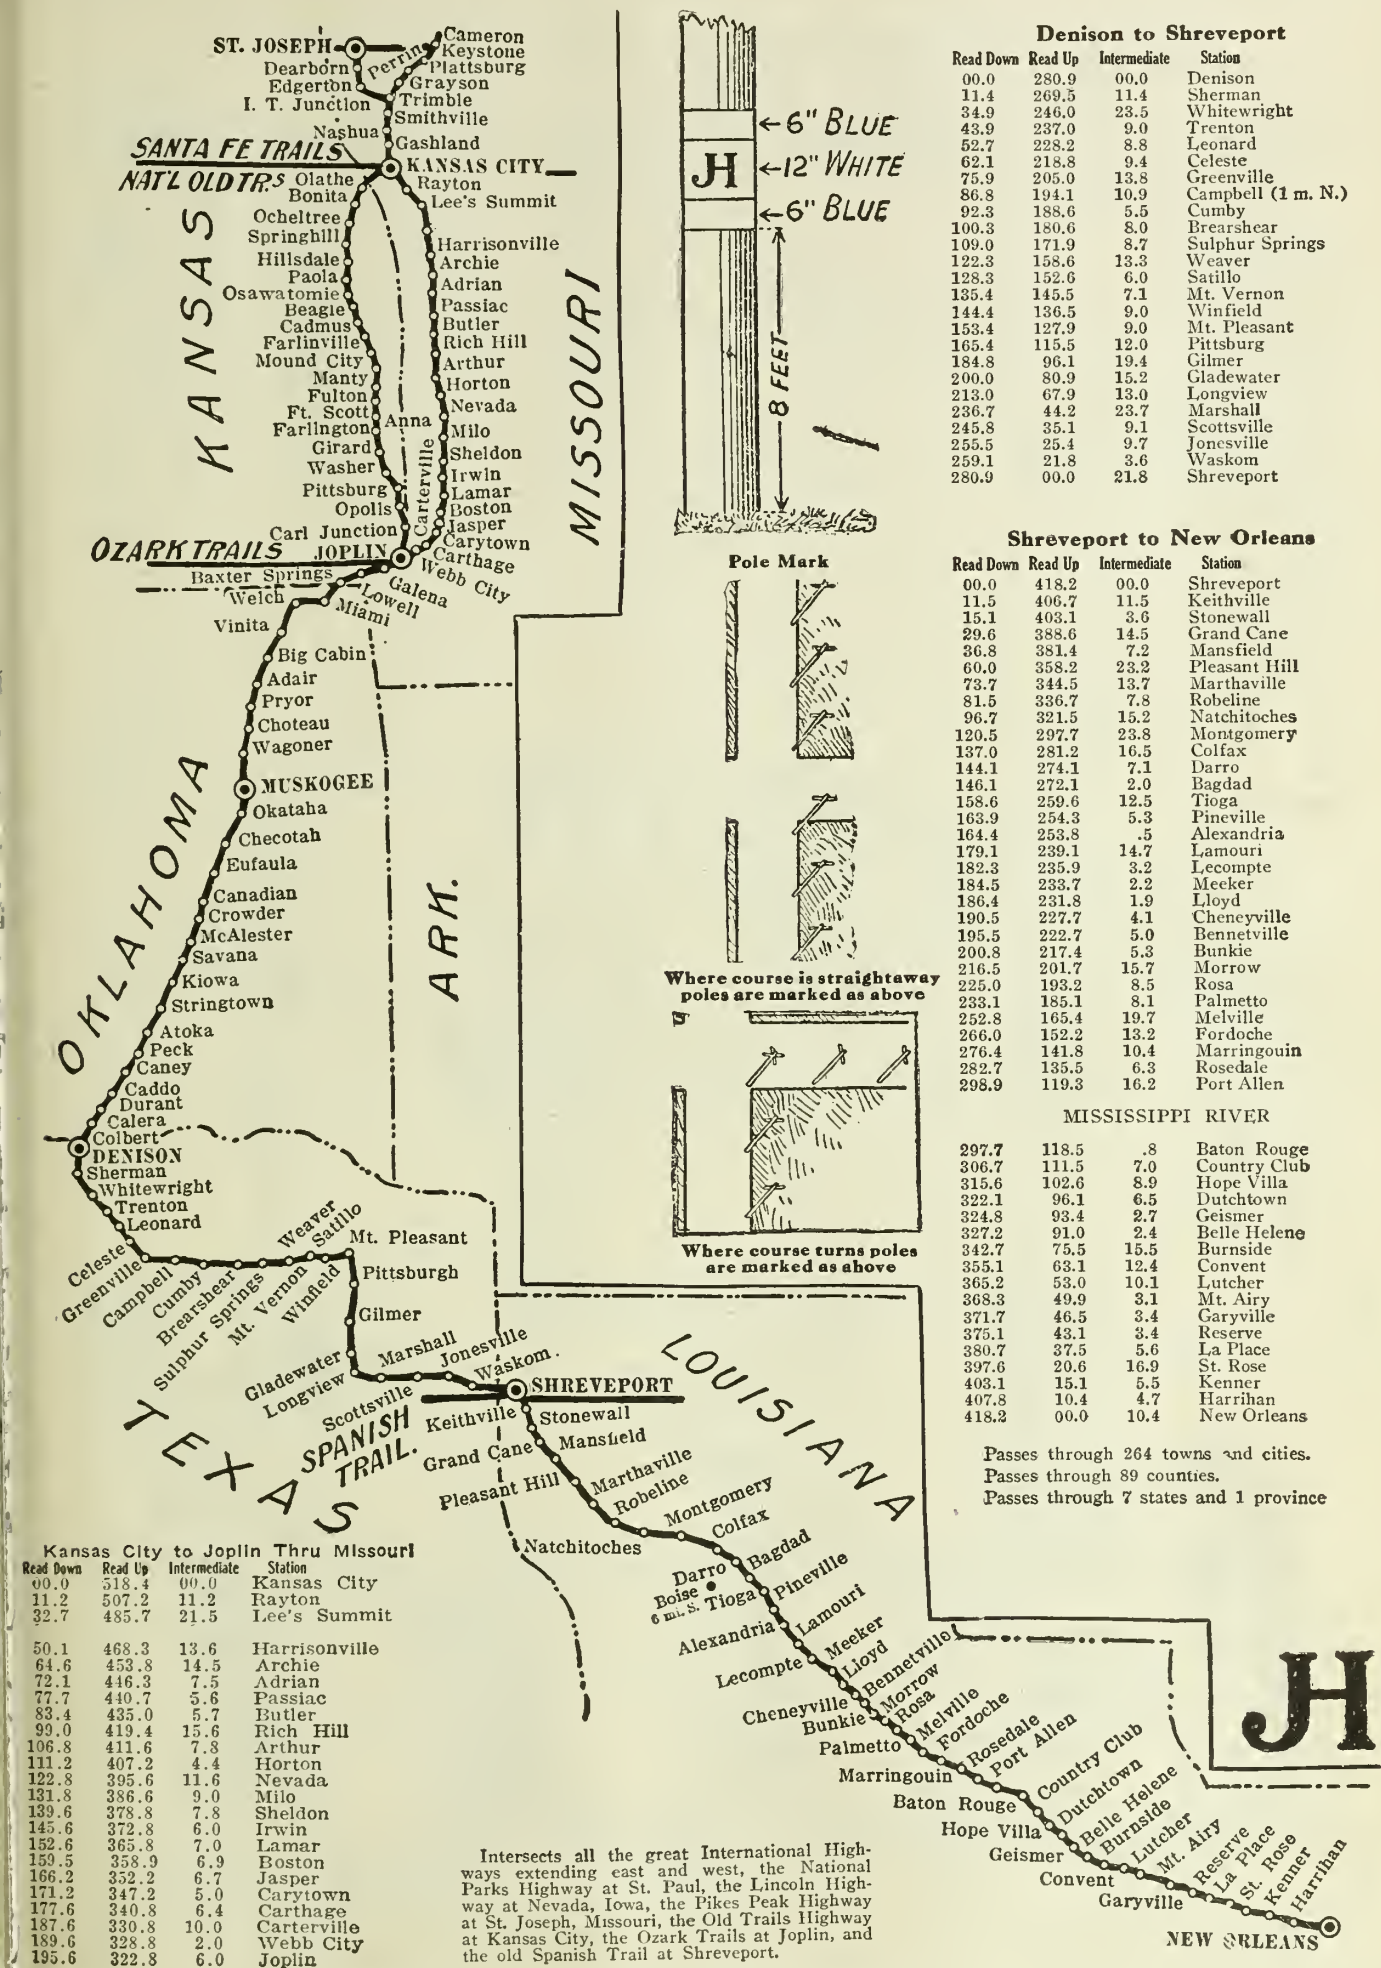 ST. JOSEPH
Dearborn
Edgerton
I. T. Junction
Perrin
Cameron
Keystone
Plattsburg
Grayson
Trimble
Smithville
Nashua
Gashland
SANTA FE TRAILS
KANSAS CITY
NAT'L OLD TRPS
Olathe
Bonita
Ocheltree
Springhill
Hillsdale
Paola
Osawatomie
Beagle
Cadmus
Farlinville
Mound City
Manty
Fulton
Ft. Scott
Farlington
Girard
Washer
Pittsburg
Opolis
Carl Junction
Anna
Rayton
Lee's Summit
Harrisonville
Archie
Adrian
Passiac
Butler
Rich Hill
Arthur
Horton
Nevada
Milo
Sheldon
Irwin
Lamar
Boston
Jasper
Carytown
Carthage
Carterville
Webb City
KANSAS
MISSOURI
OZARK TRAILS
JOPLIN
Galena
Baxter Springs
Lowell
Miami
Welch
Vinita
Big Cabin
Adair
Pryor
Choteau
Wagoner
MUSKOGEE
Okataha
Checotah
Eufaula
Canadian
Crowder
McAlester
Savana
Kiowa
Stringtown
Atoka
Peck
Caney
Caddo
Durant
Calera
Colbert
OKLAHOMA
ARK.
DENISON
Sherman
Whitewright
Trenton
Leonard
Celeste
Greenville
Campbell
Cumby
Brearshear
Sulphur Springs
Weaver
Mt. Vernon
Satillo
Winfield
Mt. Pleasant
Pittsburgh
Gilmer
Gladewater
Longview
Marshall
Scottsville
Jonesville
Waskom.
SHREVEPORT
SPANISH
TRAIL.
TEXAS
LOUISIANA
Keithville
Stonewall
Grand Cane
Mansfield
Pleasant Hill
Marthaville
Robeline
Natchitoches
Montgomery
Colfax
Darro
Bagdad
Boise
6 mi. S.
Tioga
Pineville
Alexandria
Lamouri
Lecompte
Meeker
Lloyd
Cheneyville
Bennetville
Bunkie
Morrow
Rosa
Palmetto
Melville
Fordoche
Marringouin
Rosedale
Port Allen
Baton Rouge
Country Club
Hope Villa
Dutchtown
Geismer
Belle Helene
Burnside
Convent
Lutcher
Mt. Airy
Garyville
Reserve
La Place
St. Rose
Kenner
Harrihan
NEW ORLEANS
6" BLUE
JH
12" WHITE
6" BLUE
8 FEET
Pole Mark
Where course is straightaway
poles are marked as above
Where course turns poles
are marked as above
Denison to Shreveport
Read Down Read Up Intermediate Station
00.0 280.9 00.0 Denison
11.4 269.5 11.4 Sherman
34.9 246.0 23.5 Whitewright
43.9 237.0 9.0 Trenton
52.7 228.2 8.8 Leonard
62.1 218.8 9.4 Celeste
75.9 205.0 13.8 Greenville
86.8 194.1 10.9 Campbell (1 m. N.)
92.3 188.6 5.5 Cumby
100.3 180.6 8.0 Brearshear
109.0 171.9 8.7 Sulphur Springs
122.3 158.6 13.3 Weaver
128.3 152.6 6.0 Satillo
135.4 145.5 7.1 Mt. Vernon
144.4 136.5 9.0 Winfield
153.4 127.9 9.0 Mt. Pleasant
165.4 115.5 12.0 Pittsburg
184.8 96.1 19.4 Gilmer
200.0 80.9 15.2 Gladewater
213.0 67.9 13.0 Longview
236.7 44.2 23.7 Marshall
245.8 35.1 9.1 Scottsville
255.5 25.4 9.7 Jonesville
259.1 21.8 3.6 Waskom
280.9 00.0 21.8 Shreveport
Shreveport to New Orleans
Read Down Read Up Intermediate Station
00.0 418.2 00.0 Shreveport
11.5 406.7 11.5 Keithville
15.1 403.1 3.6 Stonewall
29.6 388.6 14.5 Grand Cane
36.8 381.4 7.2 Mansfield
60.0 358.2 23.2 Pleasant Hill
73.7 344.5 13.7 Marthaville
81.5 336.7 7.8 Robeline
96.7 321.5 15.2 Natchitoches
120.5 297.7 23.8 Montgomery
137.0 281.2 16.5 Colfax
144.1 274.1 7.1 Darro
146.1 272.1 2.0 Bagdad
158.6 259.6 12.5 Tioga
163.9 254.3 5.3 Pineville
164.4 253.8 .5 Alexandria
179.1 239.1 14.7 Lamouri
182.3 235.9 3.2 Lecompte
184.5 233.7 2.2 Meeker
186.4 231.8 1.9 Lloyd
190.5 227.7 4.1 Cheneyville
195.5 222.7 5.0 Bennetville
200.8 217.4 5.3 Bunkie
216.5 201.7 15.7 Morrow
225.0 193.2 8.5 Rosa
233.1 185.1 8.1 Palmetto
252.8 165.4 19.7 Melville
266.0 152.2 13.2 Fordoche
276.4 141.8 10.4 Marringouin
282.7 135.5 6.3 Rosedale
298.9 119.3 16.2 Port Allen
MISSISSIPPI RIVER
297.7 118.5 .8 Baton Rouge
306.7 111.5 7.0 Country Club
315.6 102.6 8.9 Hope Villa
322.1 96.1 6.5 Dutchtown
324.8 93.4 2.7 Geismer
327.2 91.0 2.4 Belle Helene
342.7 75.5 15.5 Burnside
355.1 63.1 12.4 Convent
365.2 53.0 10.1 Lutcher
368.3 49.9 3.1 Mt. Airy
371.7 46.5 3.4 Garyville
375.1 43.1 3.4 Reserve
380.7 37.5 5.6 La Place
397.6 20.6 16.9 St. Rose
403.1 15.1 5.5 Kenner
407.8 10.4 4.7 Harrihan
418.2 00.0 10.4 New Orleans
Passes through 264 towns and cities.
Passes through 89 counties.
Passes through 7 states and 1 province
Kansas City to Joplin Thru Missouri
Read Down Read Up Intermediate Station
00.0 518.4 00.0 Kansas City
11.2 507.2 11.2 Rayton
32.7 485.7 21.5 Lee's Summit
50.1 468.3 13.6 Harrisonville
64.6 453.8 14.5 Archie
72.1 446.3 7.5 Adrian
77.7 440.7 5.6 Passiac
83.4 435.0 5.7 Butler
99.0 419.4 15.6 Rich Hill
106.8 411.6 7.8 Arthur
111.2 407.2 4.4 Horton
122.8 395.6 11.6 Nevada
131.8 386.6 9.0 Milo
139.6 378.8 7.8 Sheldon
145.6 372.8 6.0 Irwin
152.6 365.8 7.0 Lamar
159.5 358.9 6.9 Boston
166.2 352.2 6.7 Jasper
171.2 347.2 5.0 Carytown
177.6 340.8 6.4 Carthage
187.6 330.8 10.0 Carterville
189.6 328.8 2.0 Webb City
195.6 322.8 6.0 Joplin
Intersects all the great International High-
ways extending east and west, the National
Parks Highway at St. Paul, the Lincoln High-
way at Nevada, Iowa, the Pikes Peak Highway
at St. Joseph, Missouri, the Old Trails Highway
at Kansas City, the Ozark Trails at Joplin, and
the old Spanish Trail at Shreveport.
JH